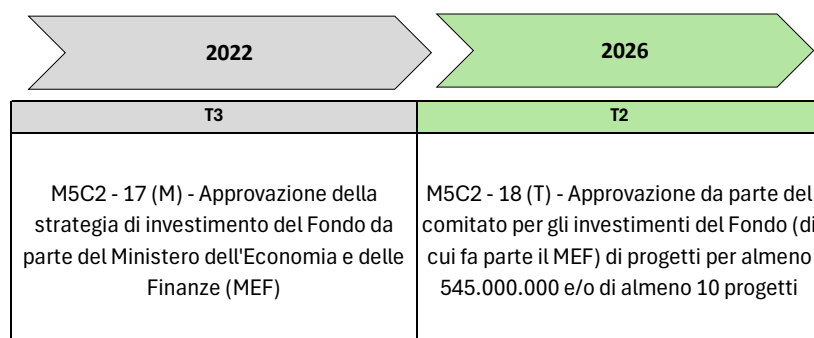 2022
2026
T3
T2
M5C2 - 17 (M) - Approvazione della
strategia di investimento del Fondo da
parte del Ministero dell'Economia e delle
Finanze (MEF)
M5C2 - 18 (T) - Approvazione da parte del
comitato per gli investimenti del Fondo (di
cui fa parte il MEF) di progetti per almeno
545.000.000 e/o di almeno 10 progetti